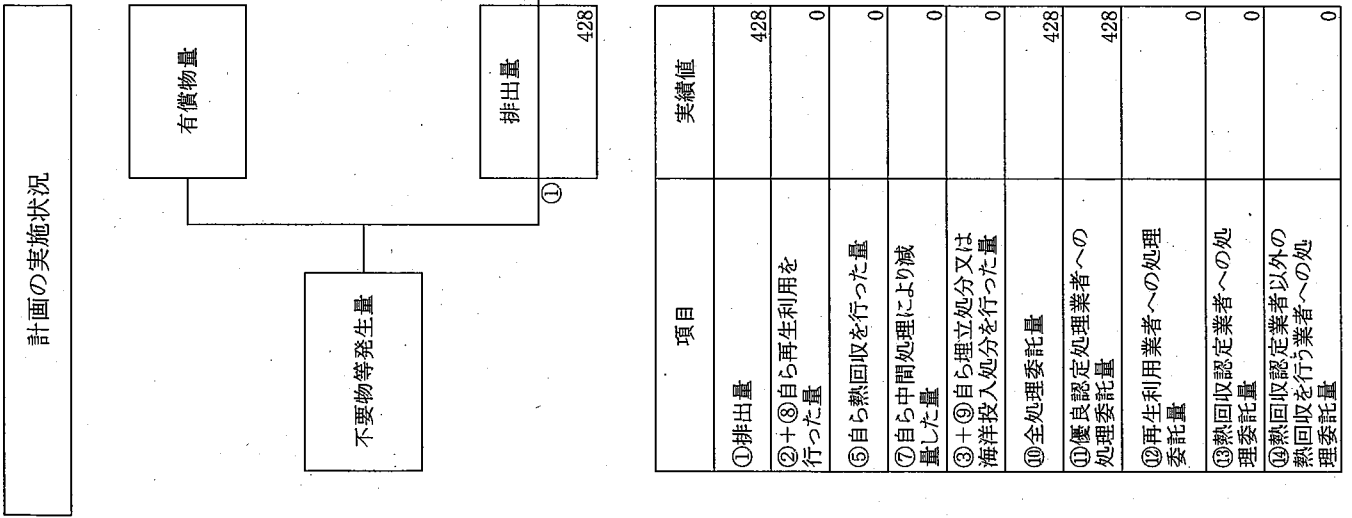 計画の実施状況
有償物量
不要物等発生量
①
排出量
428
項目
実績値
①排出量
428
②+⑧自ら再生利用を
行った量
0
⑤自ら熱回収を行った量
0
⑦自ら中間処理により減
量した量
0
③+⑨自ら埋立処分又は
海洋投入処分を行った量
0
⑩全処理委託量
428
⑪優良認定処理業者への
処理委託量
428
⑫再生利用業者への処理
委託量
0
⑬熱回収認定業者への処
理委託量
0
⑭熱回収認定業者以外の
熱回収を行う業者への処
理委託量
0